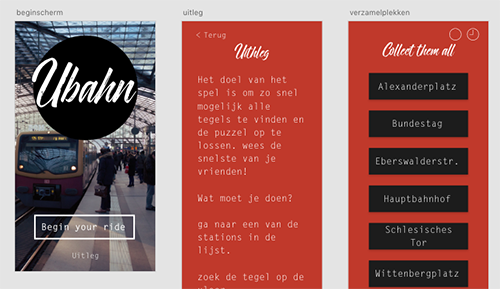 beginscherm
Ubahn
Begin your ride
Uitleg
uitleg
< Terug
Uithleg
Het doel van het
spel is om zo snel
mogelijk alle
tegels te vinden en
de puzzel op te
lossen. wees de
snelste van je
vrienden!
Wat moet je doen?
ga naar een van de
stations in de
lijst.
zoek de tegel op de
verzamelplekken
Collect them all
Alexanderplatz
Bundestag
Eberswalderstr.
Hauptbahnhof
Schlesisches
Tor
Wittenbergplatz